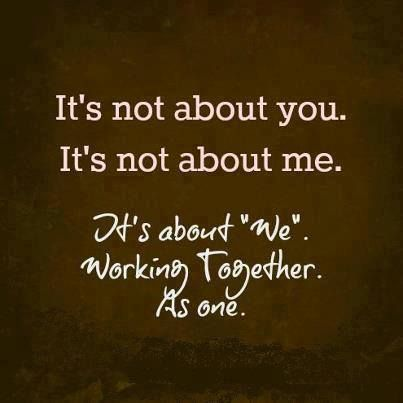 It's not about you.
It's not about me.
It's about "We".
Working Together.
As one.